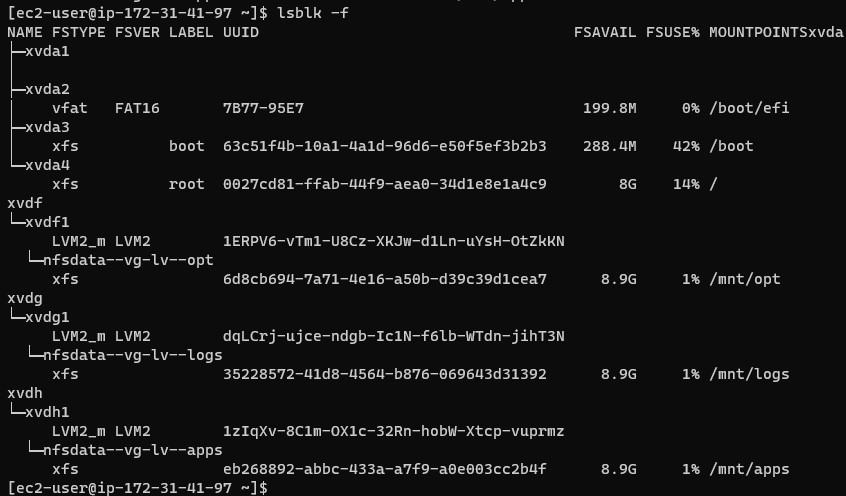 [ec2-user@ip-172-31-41-97 ~]$ lsblk -f
NAME FSTYPE FSVER LABEL UUID                                   FSAVAIL FSUSE% MOUNTPOINTSxvda
├─xvda1
│
├─xvda2
│    vfat   FAT16       7B77-95E7                               199.8M     0% /boot/efi
├─xvda3
│    xfs          boot  63c51f4b-10a1-4a1d-96d6-e50f5ef3b2b3    288.4M    42% /boot
└─xvda4
     xfs          root  0027cd81-ffab-44f9-aea0-34d1e8e1a4c9        8G    14% /
xvdf
└─xvdf1
     LVM2_m LVM2        1ERPV6-vTm1-U8Cz-XKJw-d1Ln-uYsH-OtZkKN
  └─nfsdata--vg-lv--opt
     xfs                6d8cb694-7a71-4e16-a50b-d39c39d1cea7      8.9G     1% /mnt/opt
xvdg
└─xvdg1
     LVM2_m LVM2        dqLCrj-ujce-ndgb-Ic1N-f6lb-WTdn-jihT3N
  └─nfsdata--vg-lv--logs
     xfs                35228572-41d8-4564-b876-069643d31392      8.9G     1% /mnt/logs
xvdh
└─xvdh1
     LVM2_m LVM2        1zIqXv-8C1m-OX1c-32Rn-hobW-Xtcp-vuprmz
  └─nfsdata--vg-lv--apps
     xfs                eb268892-abbc-433a-a7f9-a0e003cc2b4f      8.9G     1% /mnt/apps
[ec2-user@ip-172-31-41-97 ~]$